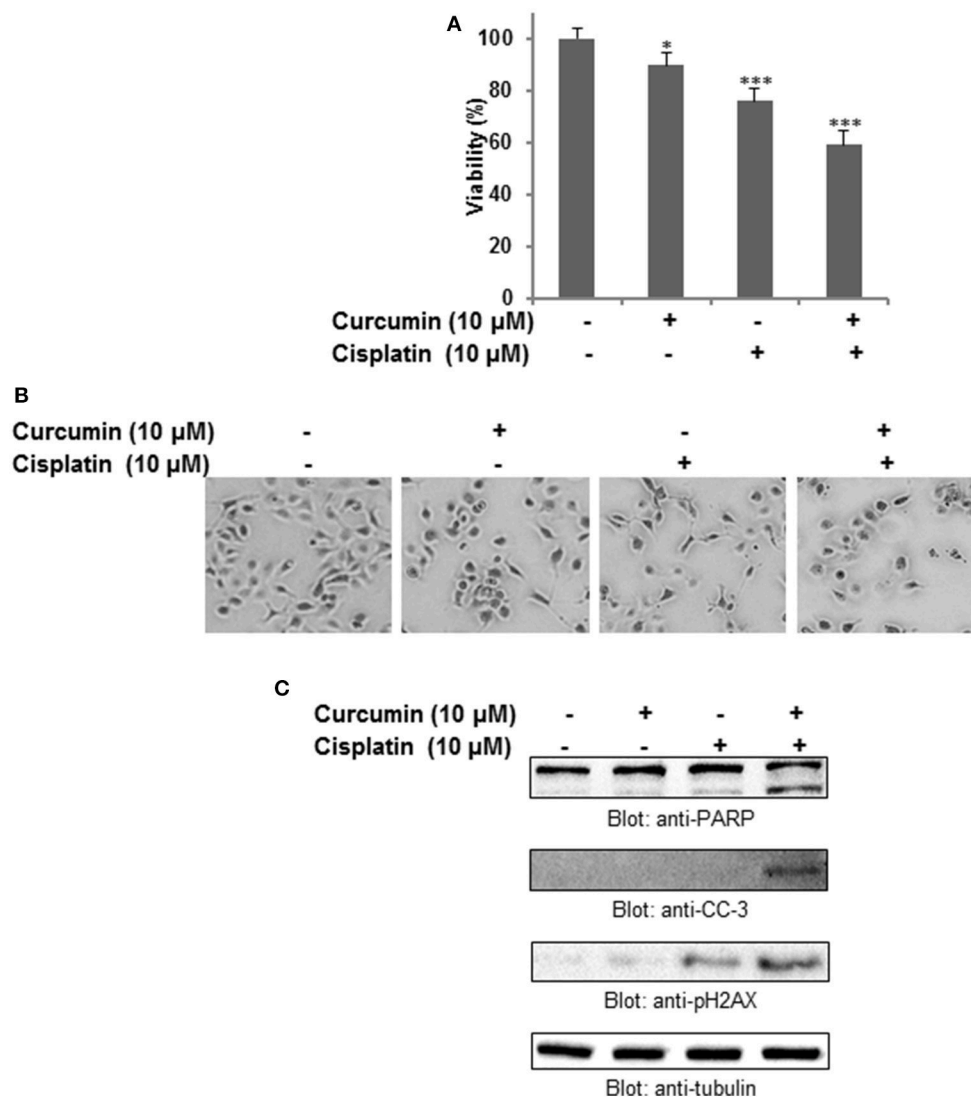 A
Viability (%)
100
80
60
40
20
0
*
***
***
Curcumin (10 μM) - + - +
Cisplatin (10 μM) - - + +
B
Curcumin (10 μM) - + - +
Cisplatin (10 μM) - - + +
C
Curcumin (10 μM) - + - +
Cisplatin (10 μM) - - + +
Blot: anti-PARP
Blot: anti-CC-3
Blot: anti-pH2AX
Blot: anti-tubulin